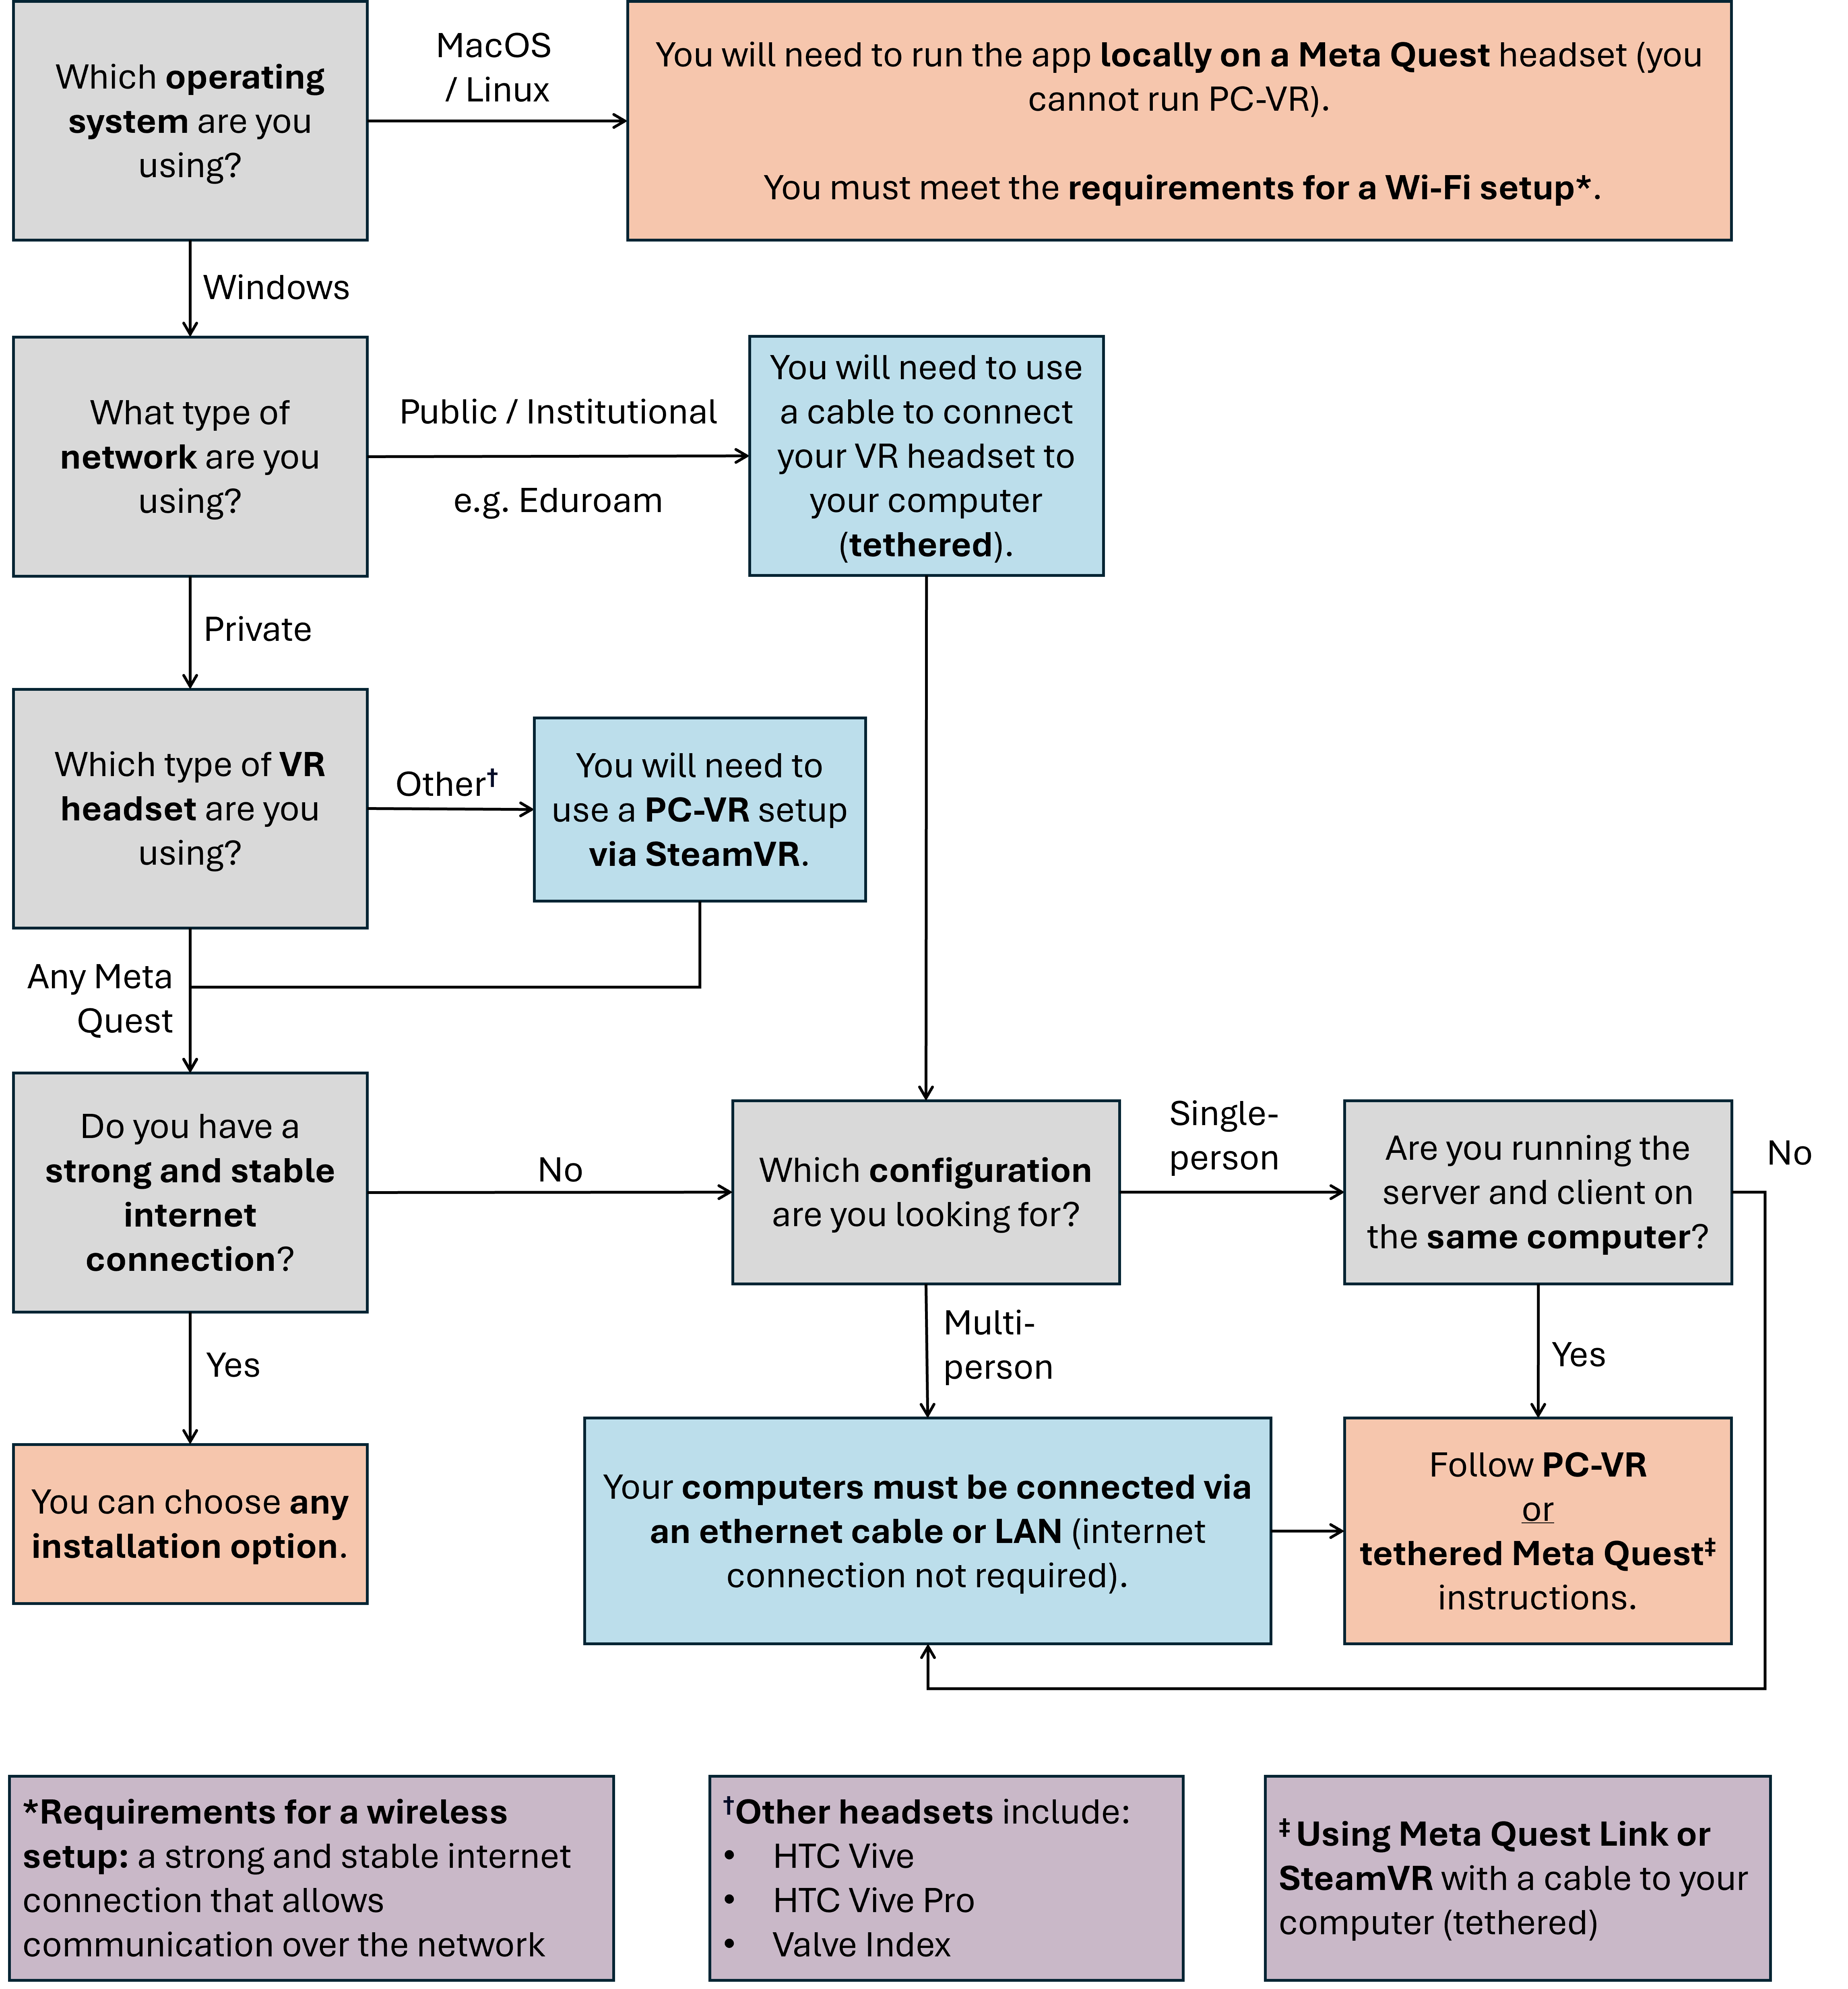 Which operating
system are you
using?
MacOS
/ Linux
You will need to run the app locally on a Meta Quest headset (you
cannot run PC-VR).
You must meet the requirements for a Wi-Fi setup*.
Windows
What type of
network are you
using?
Public / Institutional
e.g. Eduroam
You will need to use
a cable to connect
your VR headset to
your computer
(tethered).
Private
Which type of VR
headset are you
using?
Other†
You will need to
use a PC-VR setup
via SteamVR.
Any Meta
Quest
Do you have a
strong and stable
internet
connection?
No
Which configuration
are you looking for?
Single-
person
Are you running the
server and client on
the same computer?
No
Yes
Multi-
person
Yes
You can choose any
installation option.
Your computers must be connected via
an ethernet cable or LAN (internet
connection not required).
Follow PC-VR
or
tethered Meta Quest‡
instructions.
*Requirements for a wireless
setup: a strong and stable internet
connection that allows
communication over the network
†Other headsets include:
• HTC Vive
• HTC Vive Pro
• Valve Index
‡ Using Meta Quest Link or
SteamVR with a cable to your
computer (tethered)